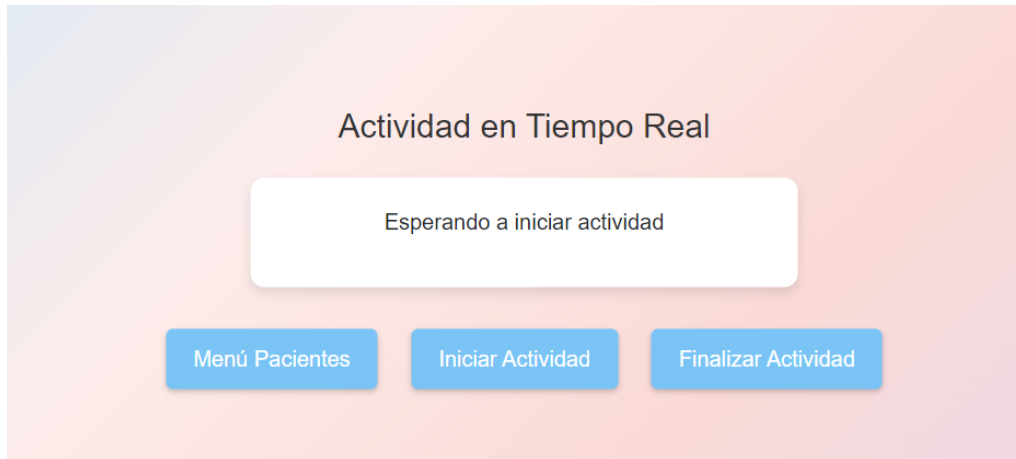 Actividad en Tiempo Real
Esperando a iniciar actividad
Menú Pacientes
Iniciar Actividad
Finalizar Actividad